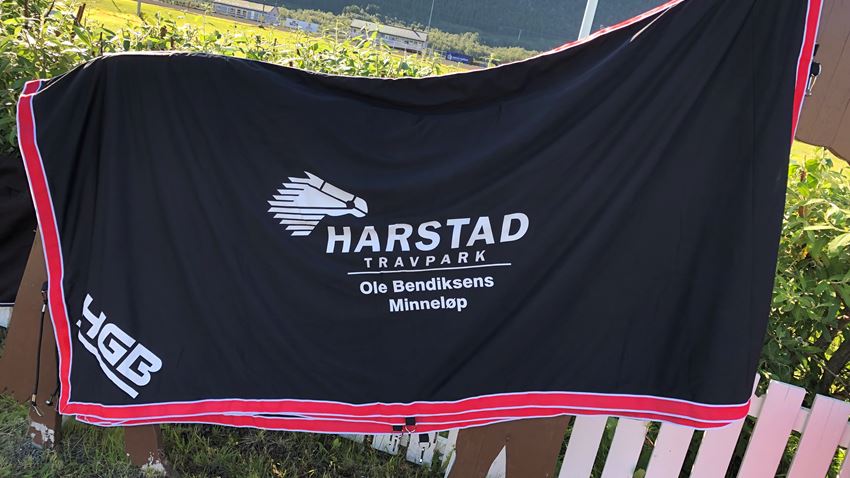 HARSTAD
TRAVPARK
Ole Bendiksens
Minneløp
HGB